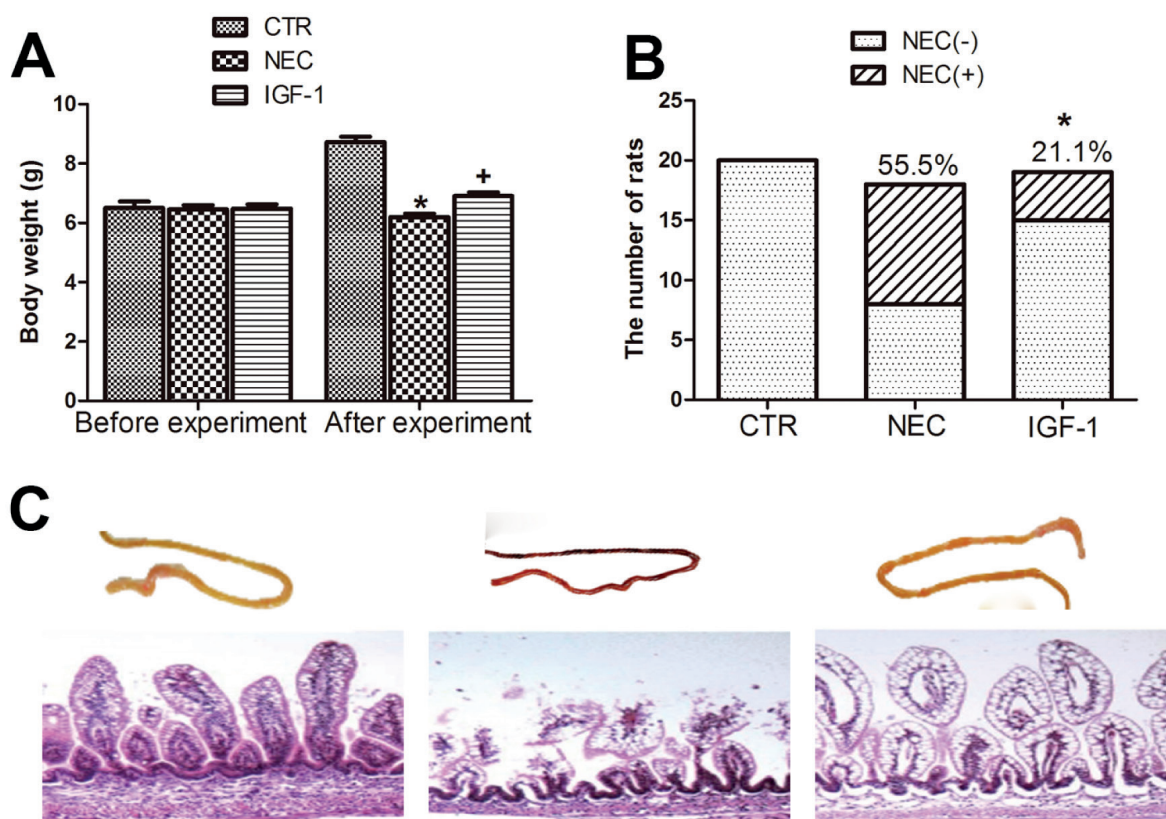 A
CTR
NEC
IGF-1
Body weight (g)
10
8
6
4
2
0
*
+
Before experiment
After experiment
B
NEC(-)
NEC(+)
The number of rats
25
20
15
10
5
0
55.5%
*
21.1%
CTR
NEC
IGF-1
C